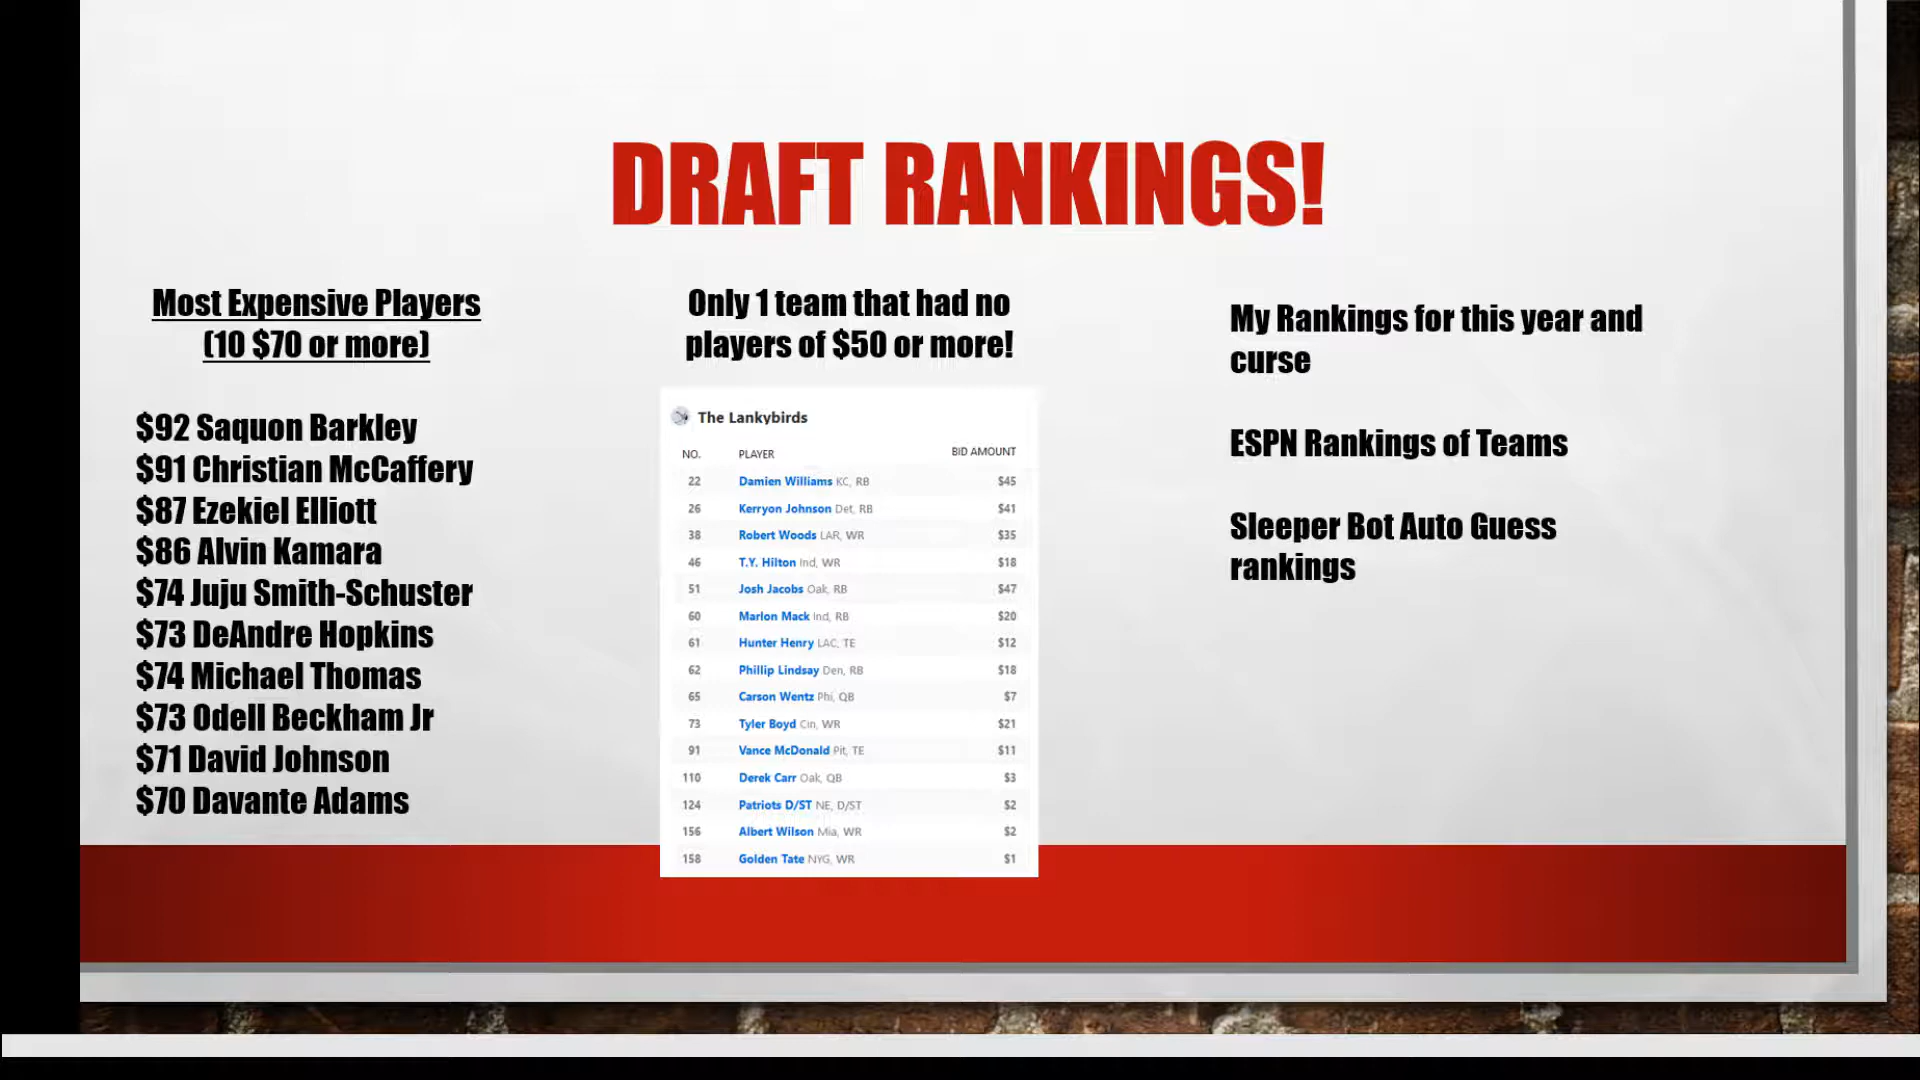 DRAFT RANKINGS!
Most Expensive Players
(10 $70 or more)
$92 Saquon Barkley
$91 Christian McCaffery
$87 Ezekiel Elliott
$86 Alvin Kamara
$74 Juju Smith-Schuster
$73 DeAndre Hopkins
$74 Michael Thomas
$73 Odell Beckham Jr
$71 David Johnson
$70 Davante Adams
Only 1 team that had no
players of $50 or more!
The Lankybirds
NO. PLAYER BID AMOUNT
22 Damien Williams KC, RB $45
26 Kerryon Johnson Det, RB $41
38 Robert Woods LAR, WR $35
46 T.Y. Hilton Ind, WR $18
51 Josh Jacobs Oak, RB $47
60 Marlon Mack Ind, RB $20
61 Hunter Henry LAC, TE $12
62 Phillip Lindsay Den, RB $18
65 Carson Wentz Phi, QB $7
73 Tyler Boyd Cin, WR $21
91 Vance McDonald Pit, TE $11
110 Derek Carr Oak, QB $3
124 Patriots D/ST NE, D/ST $2
156 Albert Wilson Mia, WR $2
158 Golden Tate NYG, WR $1
My Rankings for this year and
curse
ESPN Rankings of Teams
Sleeper Bot Auto Guess
rankings